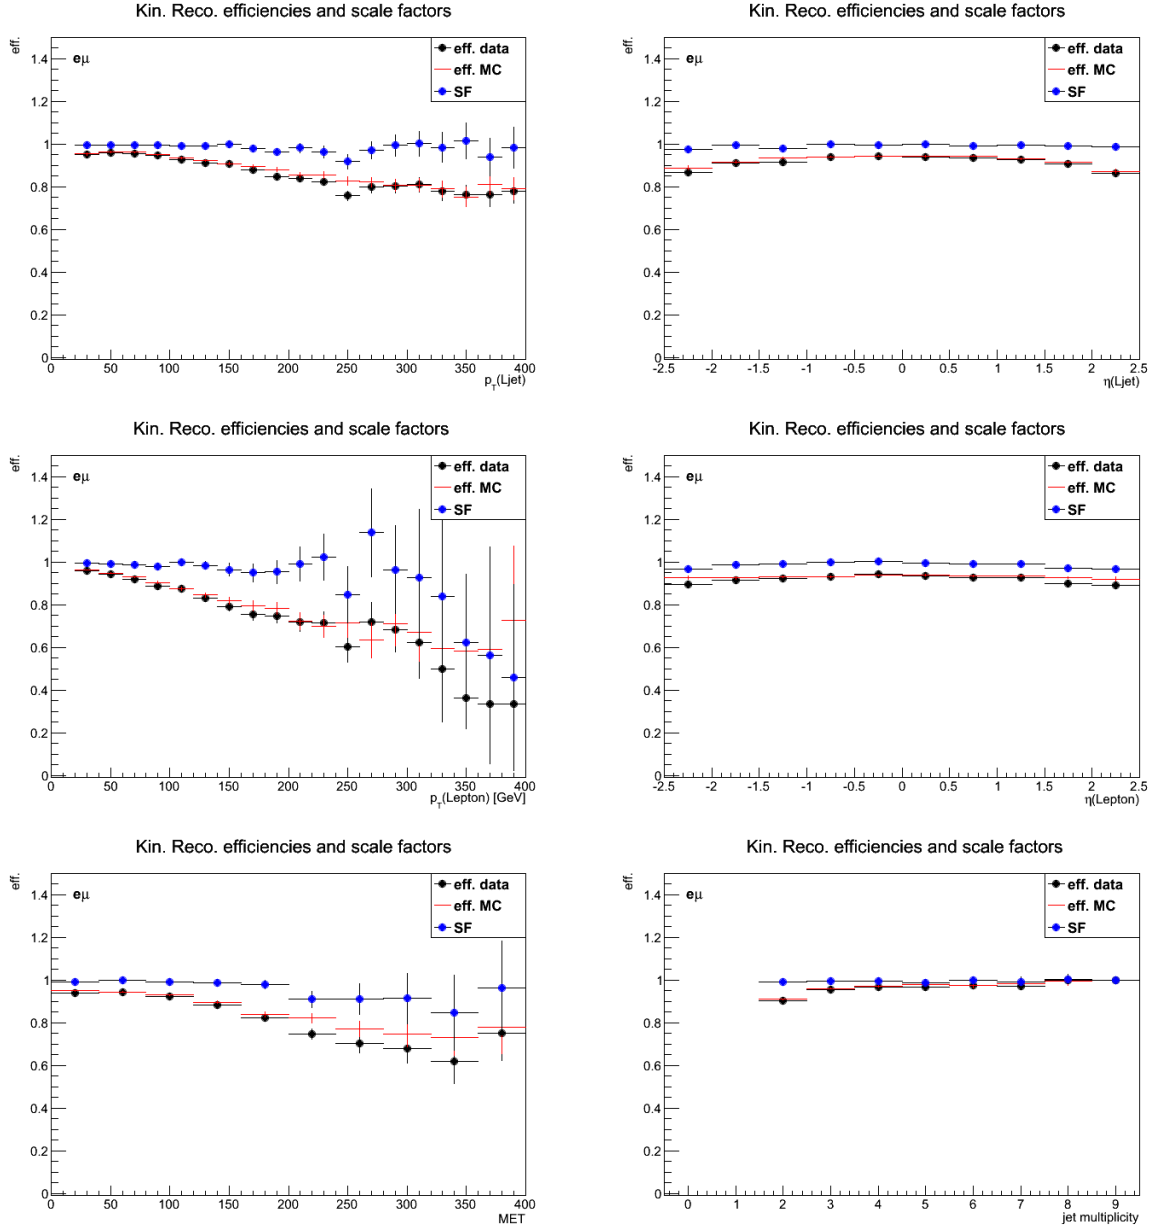 Kin. Reco. efficiencies and scale factors
eff.
1.4
1.2
1
0.8
0.6
0.4
0.2
0
eμ
eff. data
eff. MC
SF
0 50 100 150 200 250 300 350 400
p_T(Ljet)
Kin. Reco. efficiencies and scale factors
eff.
1.4
1.2
1
0.8
0.6
0.4
0.2
0
eμ
eff. data
eff. MC
SF
-2.5 -2 -1.5 -1 -0.5 0 0.5 1 1.5 2 2.5
η(Ljet)
Kin. Reco. efficiencies and scale factors
eff.
1.4
1.2
1
0.8
0.6
0.4
0.2
0
eμ
eff. data
eff. MC
SF
0 50 100 150 200 250 300 350 400
p_T(Lepton) [GeV]
Kin. Reco. efficiencies and scale factors
eff.
1.4
1.2
1
0.8
0.6
0.4
0.2
0
eμ
eff. data
eff. MC
SF
-2.5 -2 -1.5 -1 -0.5 0 0.5 1 1.5 2 2.5
η(Lepton)
Kin. Reco. efficiencies and scale factors
eff.
1.4
1.2
1
0.8
0.6
0.4
0.2
0
eμ
eff. data
eff. MC
SF
0 50 100 150 200 250 300 350 400
MET
Kin. Reco. efficiencies and scale factors
eff.
1.4
1.2
1
0.8
0.6
0.4
0.2
0
eμ
eff. data
eff. MC
SF
0 1 2 3 4 5 6 7 8 9
jet multiplicity